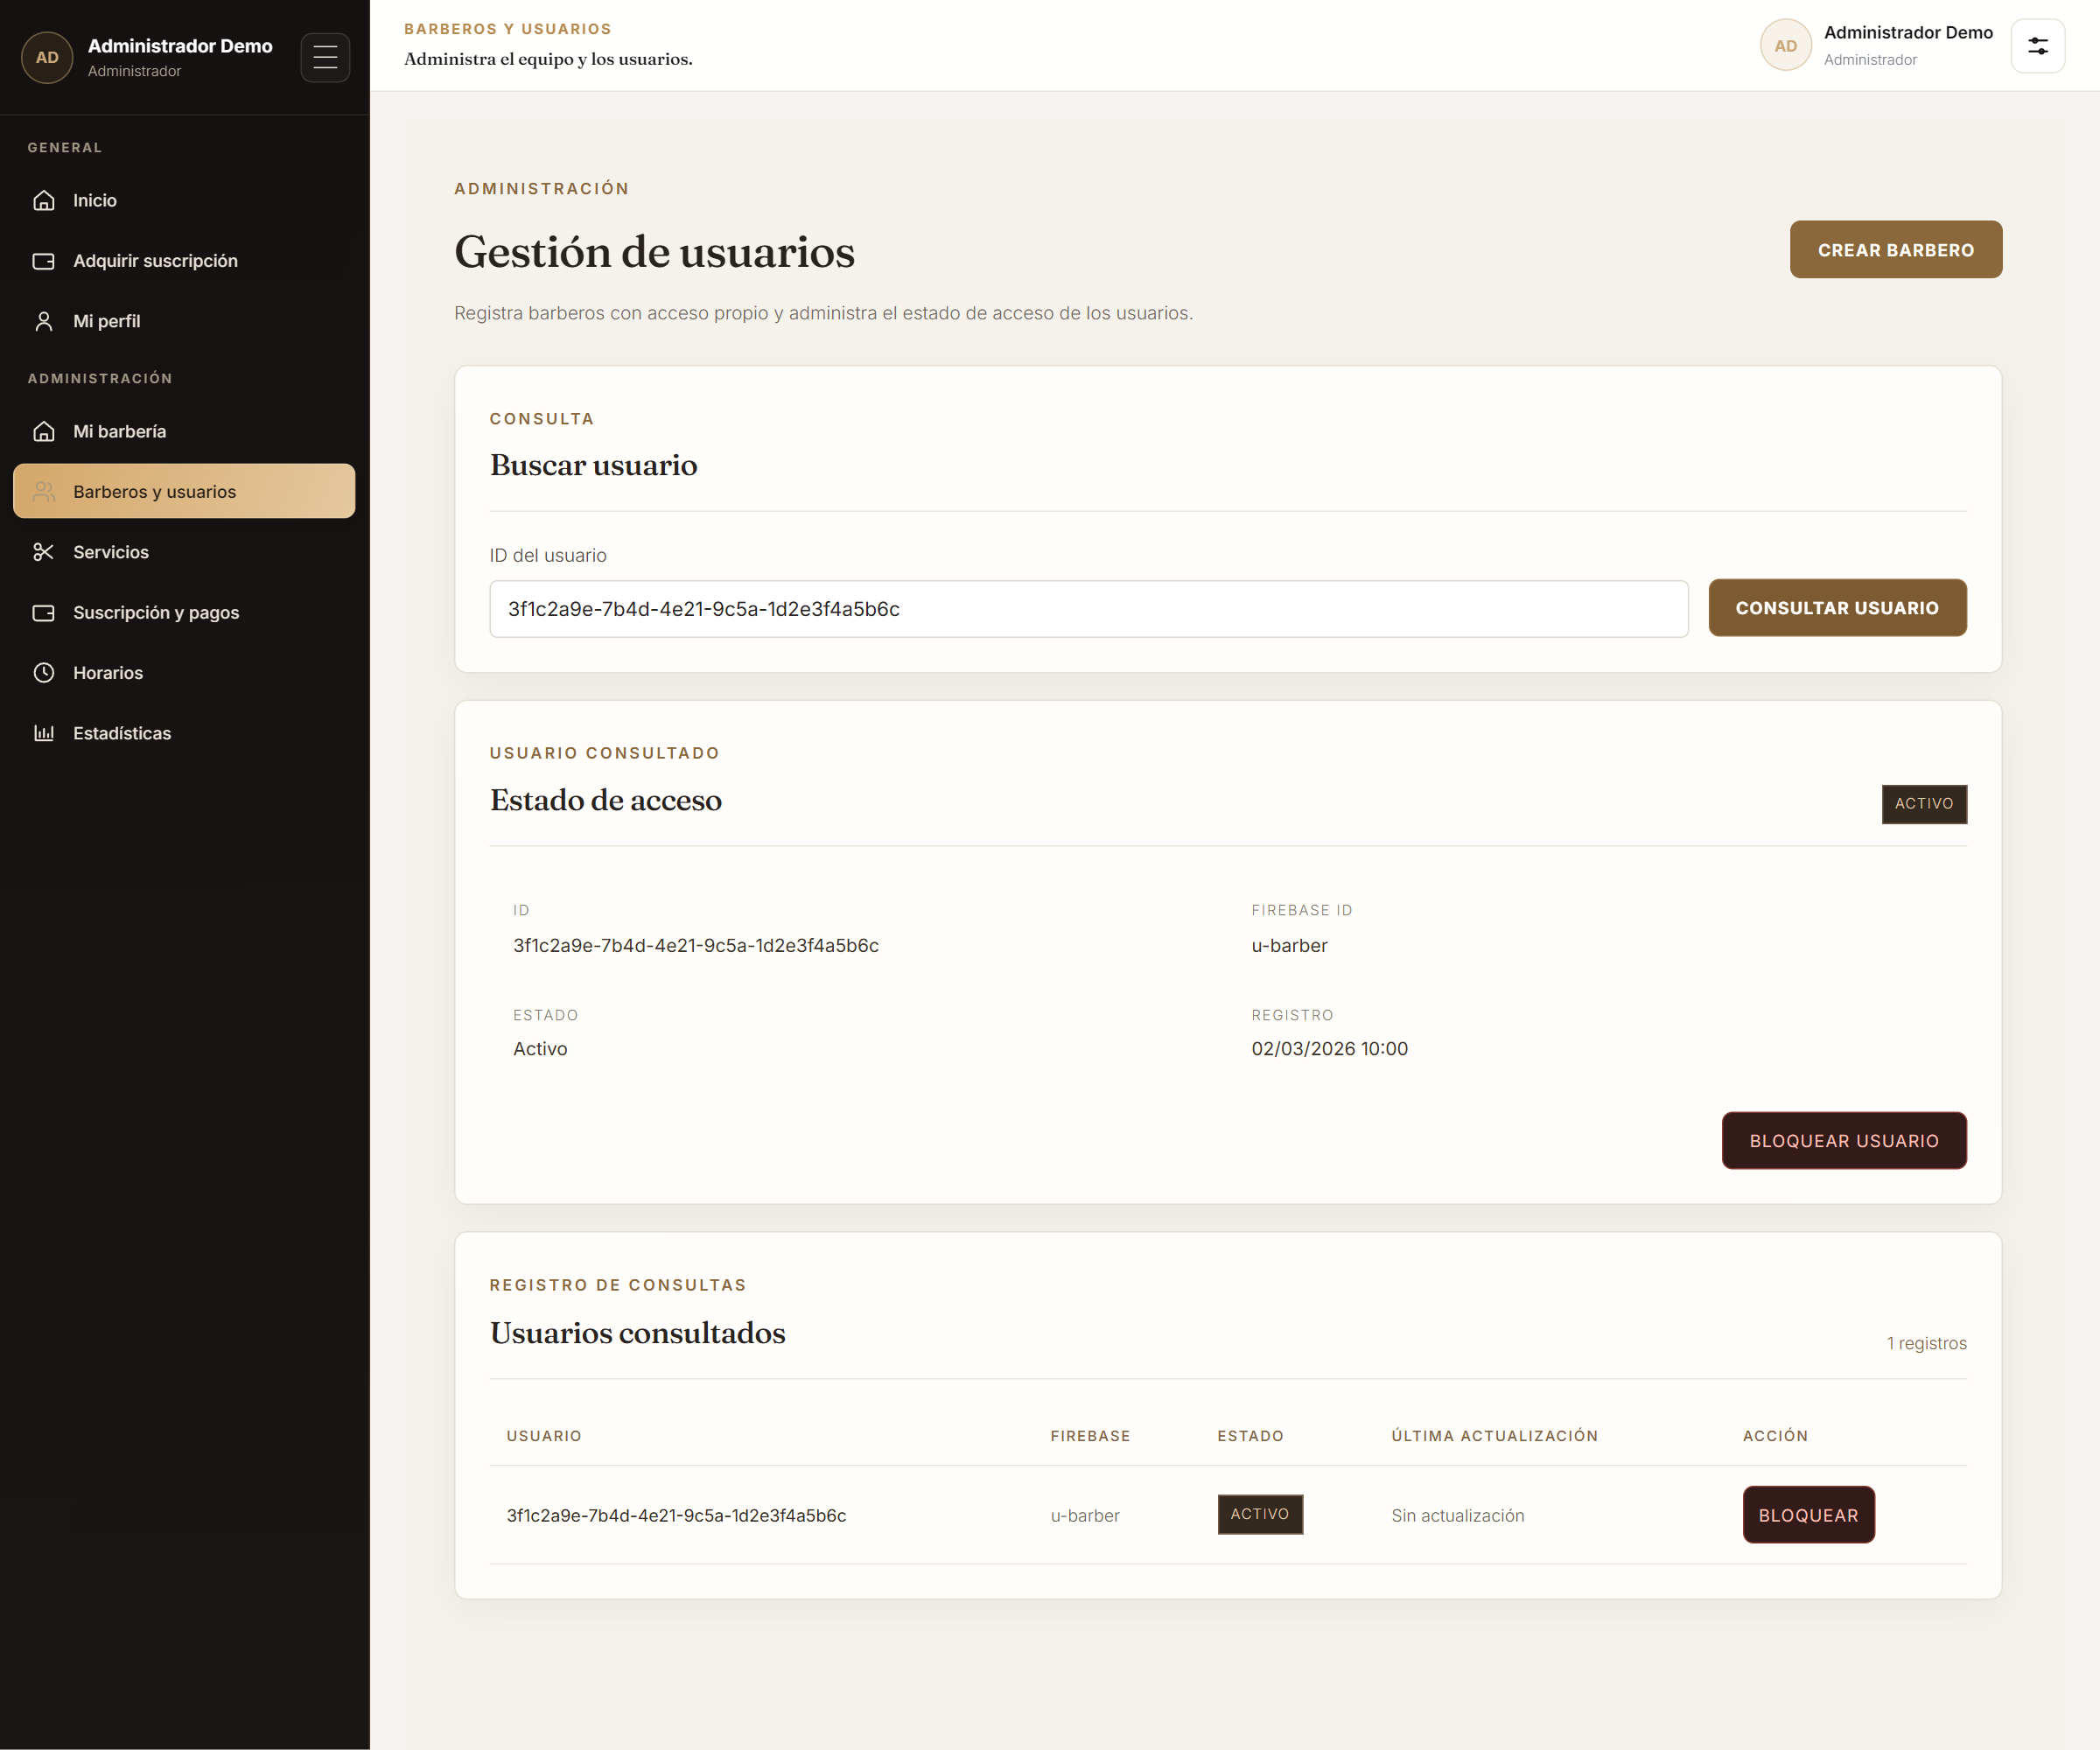 AD
Administrador Demo
Administrador
GENERAL
Inicio
Adquirir suscripción
Mi perfil
ADMINISTRACIÓN
Mi barbería
Barberos y usuarios
Servicios
Suscripción y pagos
Horarios
Estadísticas
BARBEROS Y USUARIOS
Administra el equipo y los usuarios.
AD
Administrador Demo
Administrador
ADMINISTRACIÓN
Gestión de usuarios
CREAR BARBERO
Registra barberos con acceso propio y administra el estado de acceso de los usuarios.
CONSULTA
Buscar usuario
ID del usuario
3f1c2a9e-7b4d-4e21-9c5a-1d2e3f4a5b6c
CONSULTAR USUARIO
USUARIO CONSULTADO
Estado de acceso
ACTIVO
ID
3f1c2a9e-7b4d-4e21-9c5a-1d2e3f4a5b6c
FIREBASE ID
u-barber
ESTADO
Activo
REGISTRO
02/03/2026 10:00
BLOQUEAR USUARIO
REGISTRO DE CONSULTAS
Usuarios consultados
1 registros
USUARIO FIREBASE ESTADO ÚLTIMA ACTUALIZACIÓN ACCIÓN
3f1c2a9e-7b4d-4e21-9c5a-1d2e3f4a5b6c u-barber ACTIVO Sin actualización BLOQUEAR